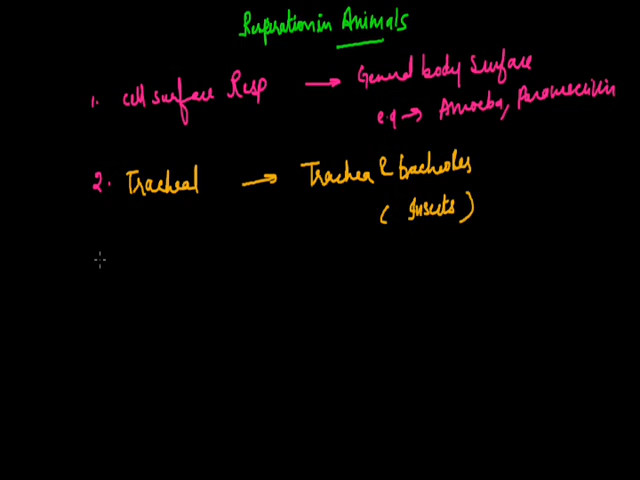 Respiration in Animals
1. Cell surface Resp → General body surface
e.g → Amoeba, Paramecium
2. Tracheal → Trachea & tracheoles
(Insects)